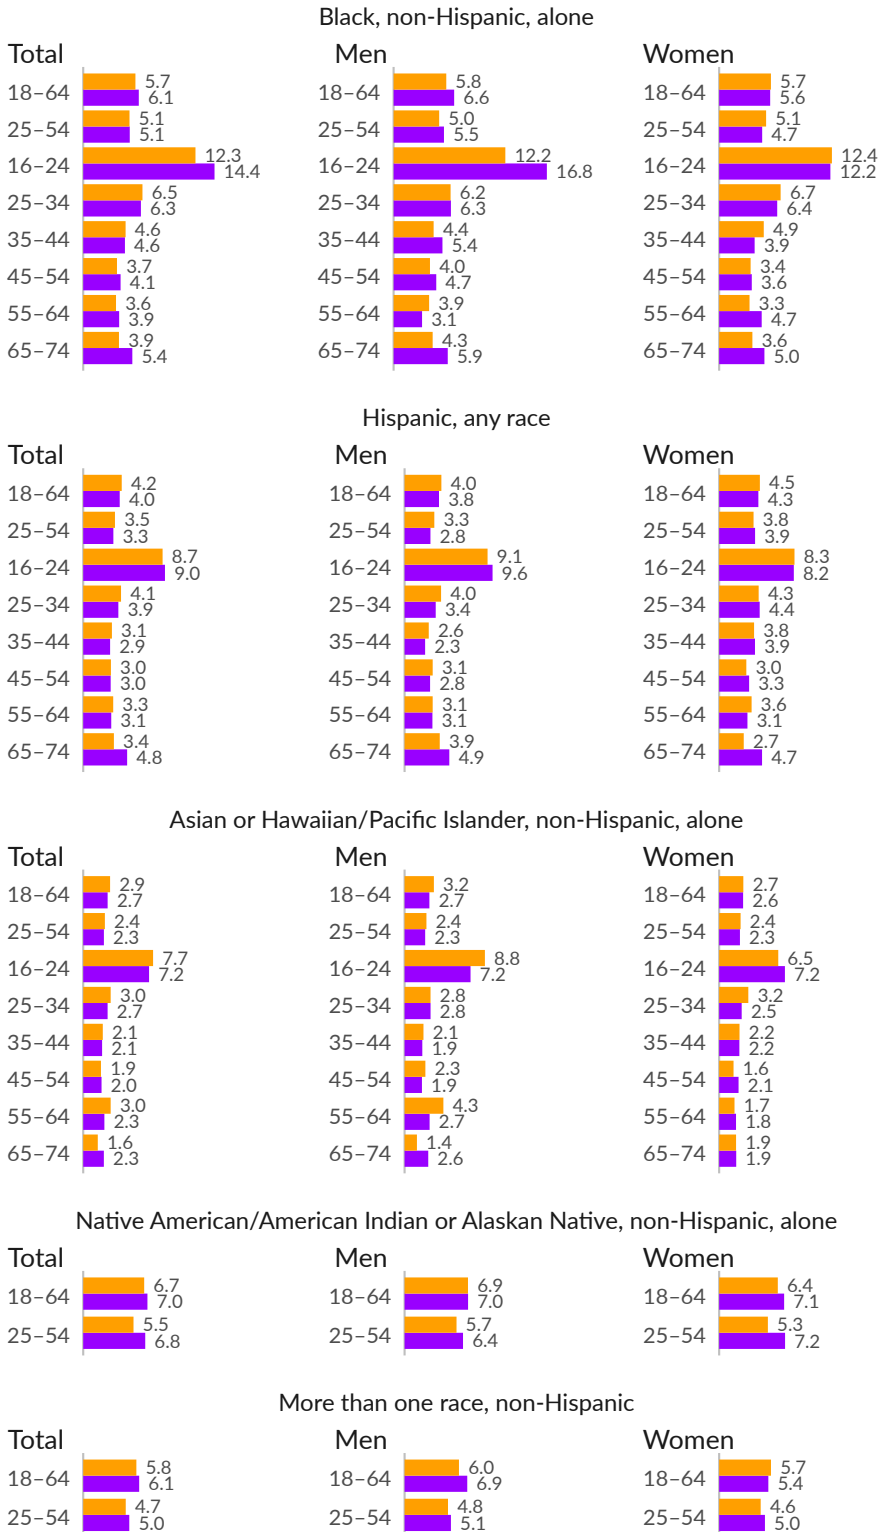 Black, non-Hispanic, alone
Total Men Women
5.7 5.8 5.7
18–64 6.1 18–64 6.6 18–64 5.6
5.1 5.0 5.1
25–54 5.1 25–54 5.5 25–54 4.7
12.3 12.2 12.4
16–24 14.4 16–24 16.8 16–24 12.2
6.5 6.2 6.7
25–34 6.3 25–34 6.3 25–34 6.4
4.6 4.4 4.9
35–44 4.6 35–44 5.4 35–44 3.9
3.7 4.0 3.4
45–54 4.1 45–54 4.7 45–54 3.6
3.6 3.9 3.3
55–64 3.9 55–64 3.1 55–64 4.7
3.9 4.3 3.6
65–74 5.4 65–74 5.9 65–74 5.0
Hispanic, any race
Total Men Women
4.2 4.0 4.5
18–64 4.0 18–64 3.8 18–64 4.3
3.5 3.3 3.8
25–54 3.3 25–54 2.8 25–54 3.9
8.7 9.1 8.3
16–24 9.0 16–24 9.6 16–24 8.2
4.1 4.0 4.3
25–34 3.9 25–34 3.4 25–34 4.4
3.1 2.6 3.8
35–44 2.9 35–44 2.3 35–44 3.9
3.0 3.1 3.0
45–54 3.0 45–54 2.8 45–54 3.3
3.3 3.1 3.6
55–64 3.1 55–64 3.1 55–64 3.1
3.4 3.9 2.7
65–74 4.8 65–74 4.9 65–74 4.7
Asian or Hawaiian/Pacific Islander, non-Hispanic, alone
Total Men Women
2.9 3.2 2.7
18–64 2.7 18–64 2.7 18–64 2.6
2.4 2.4 2.4
25–54 2.3 25–54 2.3 25–54 2.3
7.7 8.8 6.5
16–24 7.2 16–24 7.2 16–24 7.2
3.0 2.8 3.2
25–34 2.7 25–34 2.8 25–34 2.5
2.1 2.1 2.2
35–44 2.1 35–44 1.9 35–44 2.2
1.9 2.3 1.6
45–54 2.0 45–54 1.9 45–54 2.1
3.0 4.3 1.7
55–64 2.3 55–64 2.7 55–64 1.8
1.6 1.4 1.9
65–74 2.3 65–74 2.6 65–74 1.9
Native American/American Indian or Alaskan Native, non-Hispanic, alone
Total Men Women
6.7 6.9 6.4
18–64 7.0 18–64 7.0 18–64 7.1
5.5 5.7 5.3
25–54 6.8 25–54 6.4 25–54 7.2
More than one race, non-Hispanic
Total Men Women
5.8 6.0 5.7
18–64 6.1 18–64 6.9 18–64 5.4
4.7 4.8 4.6
25–54 5.0 25–54 5.1 25–54 5.0